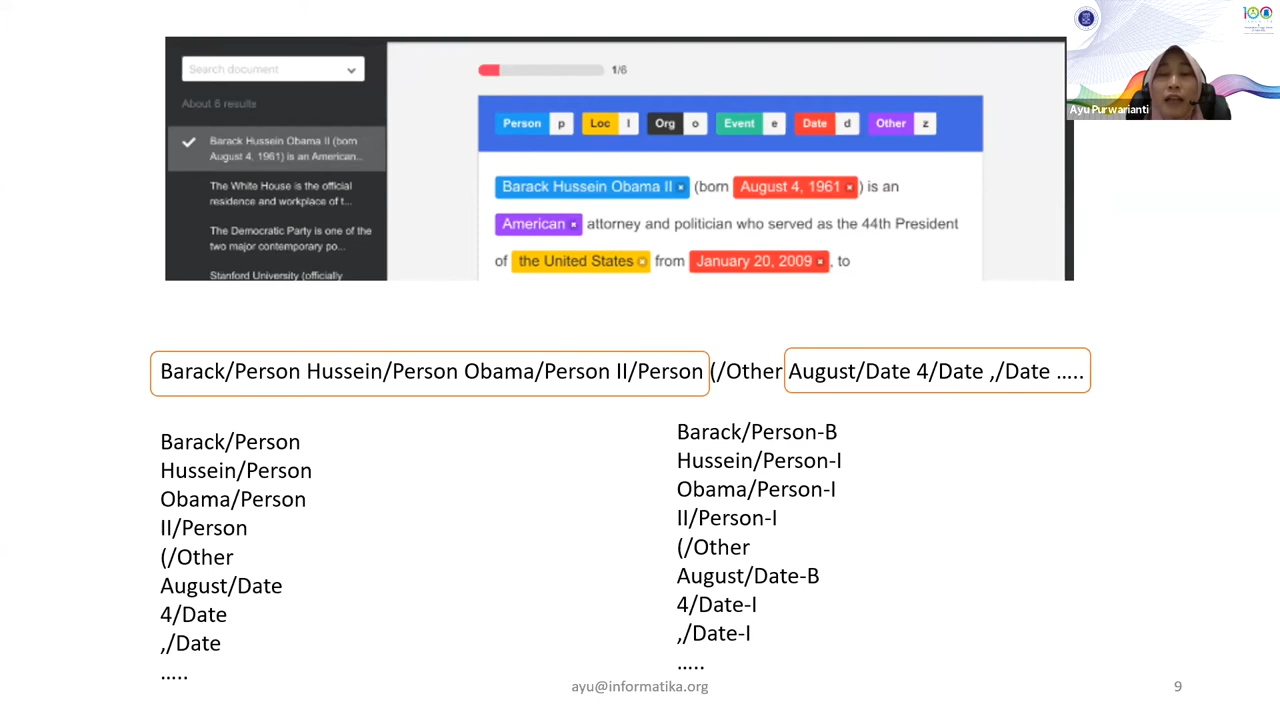 Search document
About 6 results
Barack Hussein Obama II (born
August 4, 1961) is an American...
The White House is the official
residence and workplace of t...
The Democratic Party is one of the
two major contemporary po...
Stanford University (officially
1/6
Person p Loc l Org o Event e Date d Other z
Barack Hussein Obama II × (born August 4, 1961 × ) is an
American × attorney and politician who served as the 44th President
of the United States × from January 20, 2009 × , to
100
Ayu Purwarianti
Barack/Person Hussein/Person Obama/Person II/Person (/Other August/Date 4/Date ,/Date …..
Barack/Person
Hussein/Person
Obama/Person
II/Person
(/Other
August/Date
4/Date
,/Date
…..
Barack/Person-B
Hussein/Person-I
Obama/Person-I
II/Person-I
(/Other
August/Date-B
4/Date-I
,/Date-I
…..
ayu@informatika.org
9